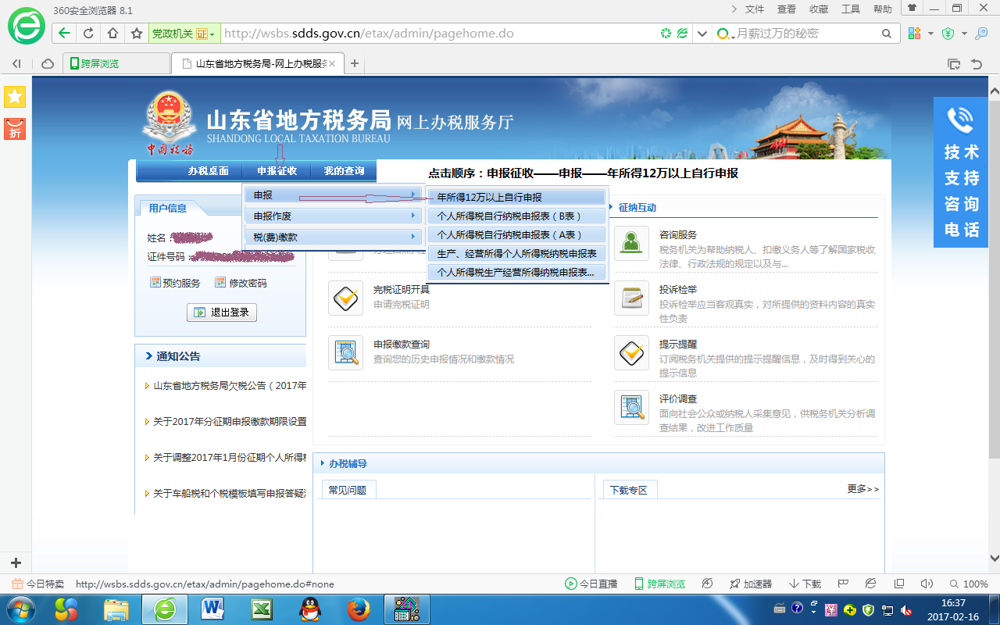 360安全浏览器 8.1
文件 查看 收藏 工具 帮助
党政机关 证 http://wsbs.sdds.gov.cn/etax/admin/pagehome.do 月薪过万的秘密
跨屏浏览 山东省地方税务局-网上办税服务
折
中国税务
山东省地方税务局 网上办税服务厅
SHANDONG LOCAL TAXATION BUREAU
技术
支持
咨询
电话
办税桌面 申报征收 我的查询
点击顺序：申报征收——申报——年所得12万以上自行申报
申报
申报作废
税(费)缴款
年所得12万以上自行申报
个人所得税自行纳税申报表（B表）
个人所得税自行纳税申报表（A表）
生产、经营所得个人所得税纳税申报表
个人所得税生产经营所得纳税申报表...
用户信息
姓名：
证件号码：
预约服务 修改密码
退出登录
通知公告
山东省地方税务局欠税公告（2017年
关于2017年分征期申报缴款期限设置
关于调整2017年1月份征期个人所得税
关于车船税和个税模板填写申报答疑
完税证明开具
申请完税证明
申报缴款查询
查询您的历史申报情况和缴款情况
征纳互动
咨询服务
税务机关为帮助纳税人、扣缴义务人等了解国家税收
法律、行政法规的规定以及与...
投诉检举
投诉检举应当客观真实，对所提供的资料内容的真实
性负责
提示提醒
订阅税务机关提供的提示提醒信息，及时得到关心的
提示信息
评价调查
面向社会公众或纳税人采集意见，供税务机关分析调
查结果，改进工作质量
办税辅导
常见问题
下载专区 更多>>
今日特卖 http://wsbs.sdds.gov.cn/etax/admin/pagehome.do#none 今日直播 跨屏浏览 加速器 下载 100%
16:37
2017-02-16